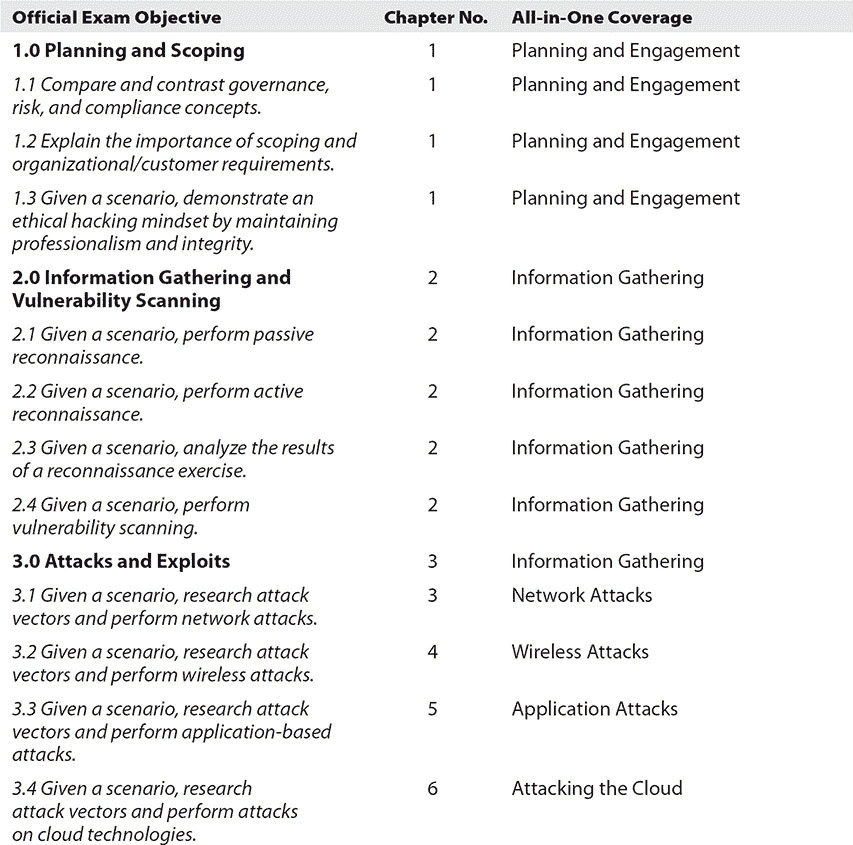 Official Exam Objective Chapter No. All-in-One Coverage
1.0 Planning and Scoping 1 Planning and Engagement
1.1 Compare and contrast governance, 1 Planning and Engagement
risk, and compliance concepts.
1.2 Explain the importance of scoping and 1 Planning and Engagement
organizational/customer requirements.
1.3 Given a scenario, demonstrate an 1 Planning and Engagement
ethical hacking mindset by maintaining
professionalism and integrity.
2.0 Information Gathering and 2 Information Gathering
Vulnerability Scanning
2.1 Given a scenario, perform passive 2 Information Gathering
reconnaissance.
2.2 Given a scenario, perform active 2 Information Gathering
reconnaissance.
2.3 Given a scenario, analyze the results 2 Information Gathering
of a reconnaissance exercise.
2.4 Given a scenario, perform 2 Information Gathering
vulnerability scanning.
3.0 Attacks and Exploits 3 Information Gathering
3.1 Given a scenario, research attack 3 Network Attacks
vectors and perform network attacks.
3.2 Given a scenario, research attack 4 Wireless Attacks
vectors and perform wireless attacks.
3.3 Given a scenario, research attack 5 Application Attacks
vectors and perform application-based
attacks.
3.4 Given a scenario, research 6 Attacking the Cloud
attack vectors and perform attacks
on cloud technologies.